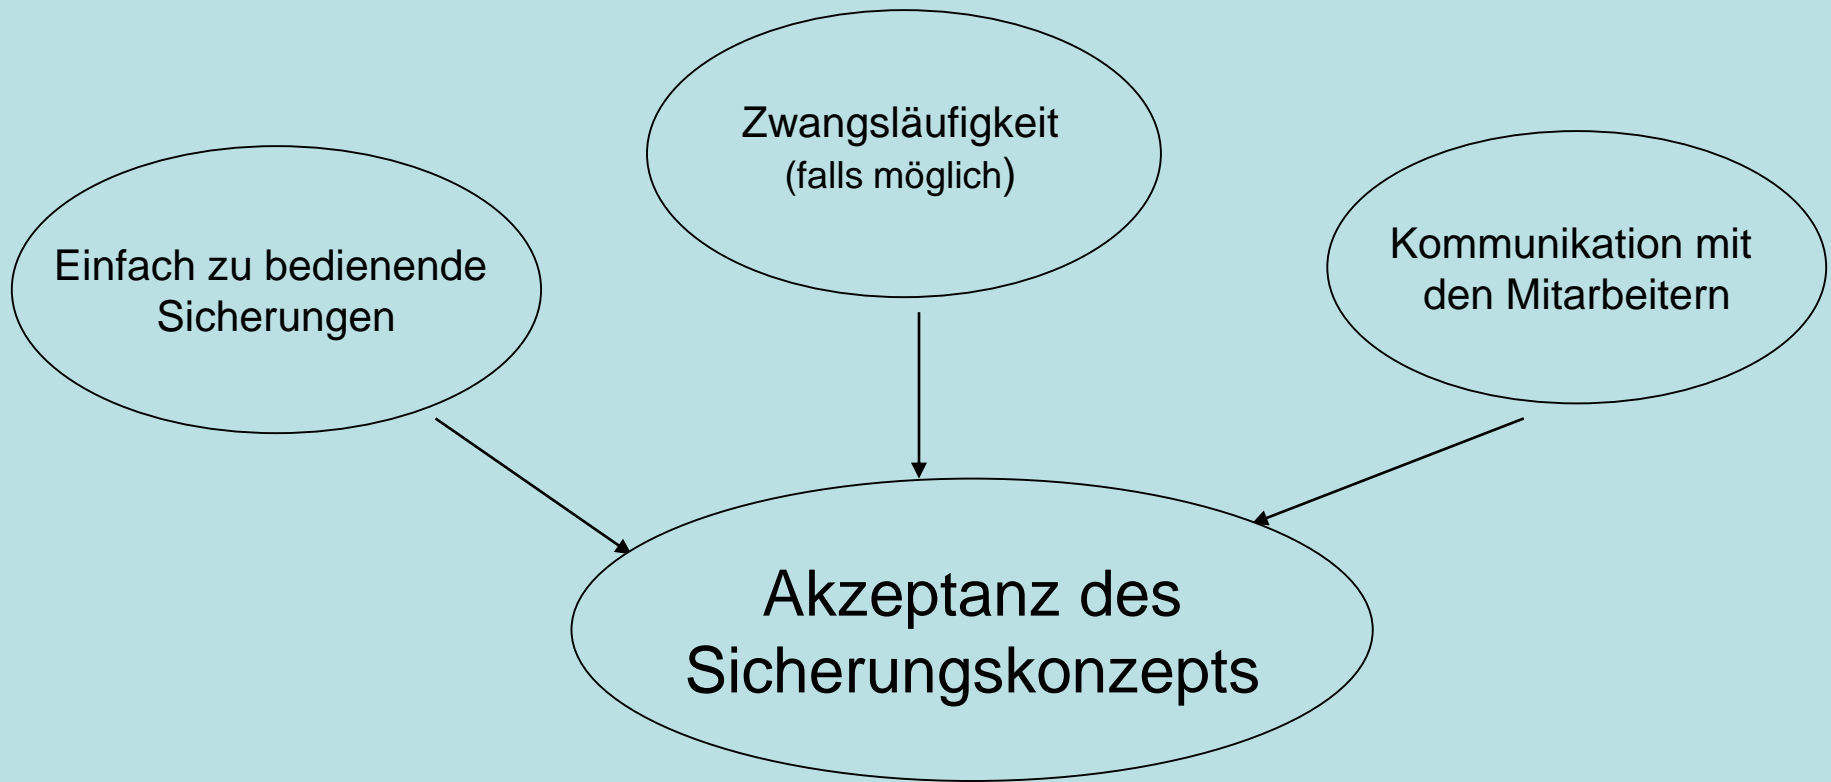 Zwangsläufigkeit
(falls möglich)
Einfach zu bedienende
Sicherungen
Kommunikation mit
den Mitarbeitern
Akzeptanz des
Sicherungskonzepts